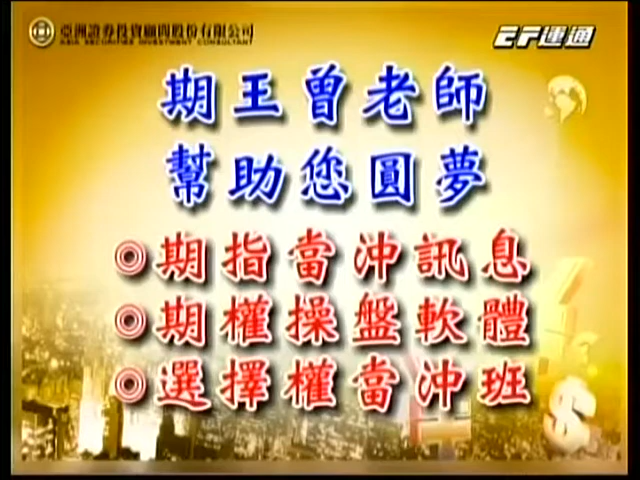 亞洲證券投資顧問股份有限公司
ASIA SECURITIES INVESTMENT CONSULTANT
EF運通
期王曾老師
幫助您圓夢
◎期指當沖訊息
◎期權操盤軟體
◎選擇權當沖班
$